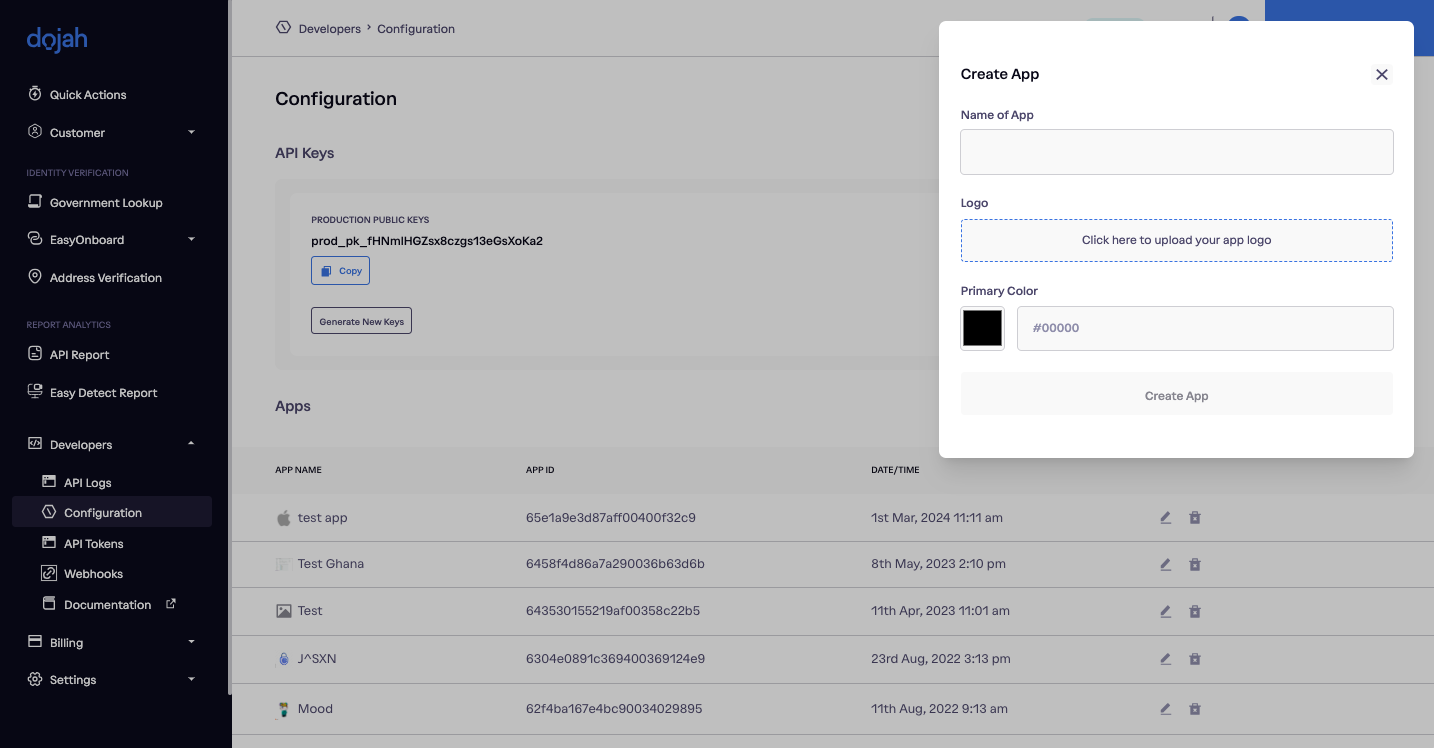 dojah
Quick Actions
Customer
IDENTITY VERIFICATION
Government Lookup
EasyOnboard
Address Verification
REPORT ANALYTICS
API Report
Easy Detect Report
Developers
API Logs
Configuration
API Tokens
Webhooks
Documentation
Billing
Settings
Developers > Configuration
Configuration
API Keys
PRODUCTION PUBLIC KEYS
prod_pk_fHNmlHGZsx8czgs13eGsXoKa2
Copy
Generate New Keys
Apps
APP NAME APP ID DATE/TIME
test app 65e1a9e3d87aff00400f32c9 1st Mar, 2024 11:11 am
Test Ghana 6458f4d86a7a290036b63d6b 8th May, 2023 2:10 pm
Test 643530155219af00358c22b5 11th Apr, 2023 11:01 am
J^SXN 6304e0891c369400369124e9 23rd Aug, 2022 3:13 pm
Mood 62f4ba167e4bc90034029895 11th Aug, 2022 9:13 am
Create App
Name of App
Logo
Click here to upload your app logo
Primary Color
#00000
Create App